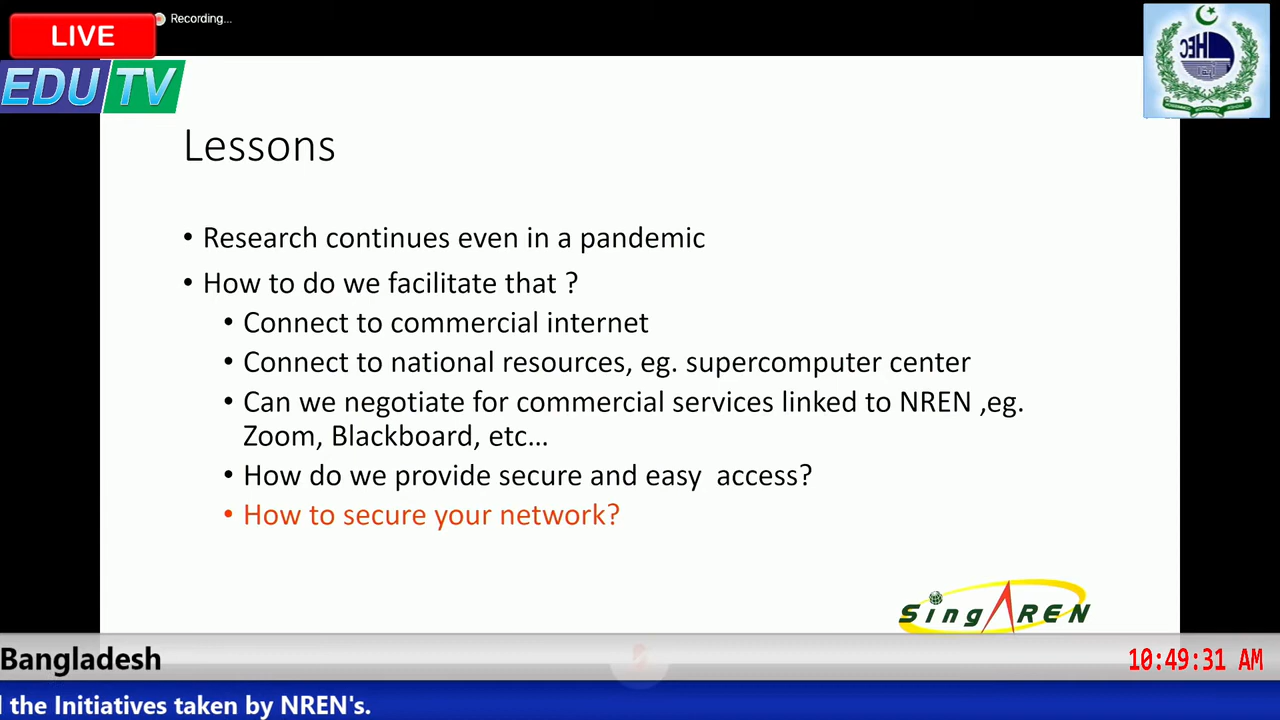 Recording...
LIVE
EDU TV
HEC
Lessons
• Research continues even in a pandemic
• How to do we facilitate that ?
• Connect to commercial internet
• Connect to national resources, eg. supercomputer center
• Can we negotiate for commercial services linked to NREN ,eg.
Zoom, Blackboard, etc...
• How do we provide secure and easy  access?
• How to secure your network?
SingAREN
Bangladesh
10:49:31 AM
the Initiatives taken by NREN's.